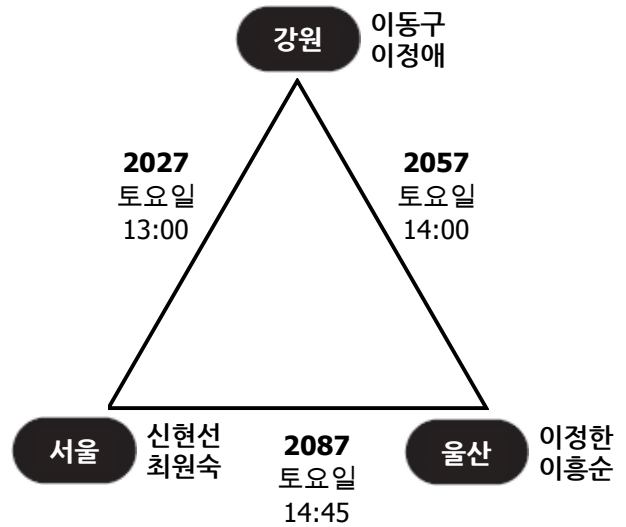 강원
이동구
이정애
2027
토요일
13:00
2057
토요일
14:00
서울
신현선
최원숙
2087
토요일
14:45
울산
이정한
이흥순